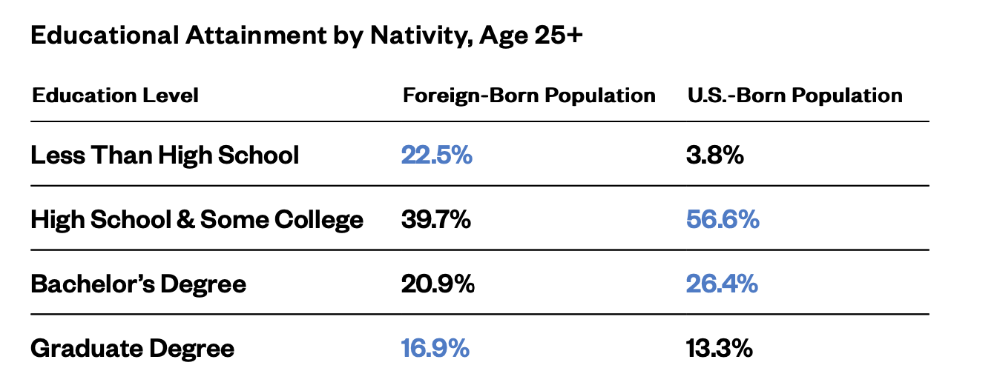 Educational Attainment by Nativity, Age 25+
Education Level Foreign-Born Population U.S.-Born Population
Less Than High School 22.5% 3.8%
High School & Some College 39.7% 56.6%
Bachelor’s Degree 20.9% 26.4%
Graduate Degree 16.9% 13.3%